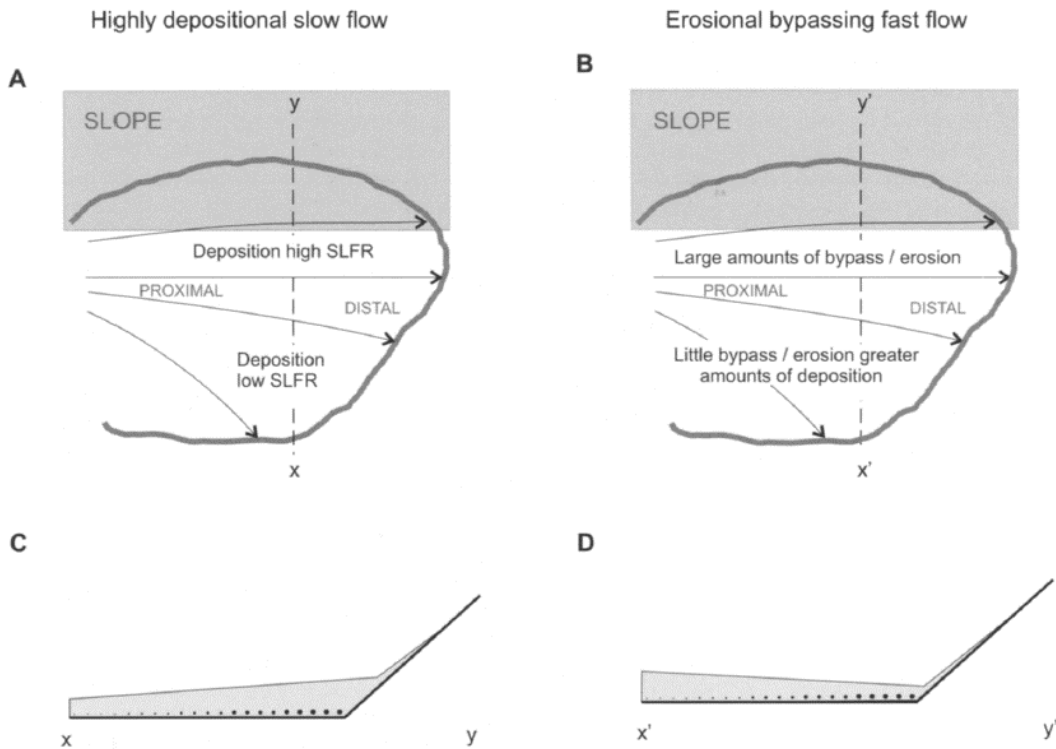 Highly depositional slow flow
Erosional bypassing fast flow
A
y
SLOPE
Deposition high SLFR
PROXIMAL
DISTAL
Deposition
low SLFR
x
B
y'
SLOPE
Large amounts of bypass / erosion
PROXIMAL
DISTAL
Little bypass / erosion greater
amounts of deposition
x'
C
x
y
D
x'
y'